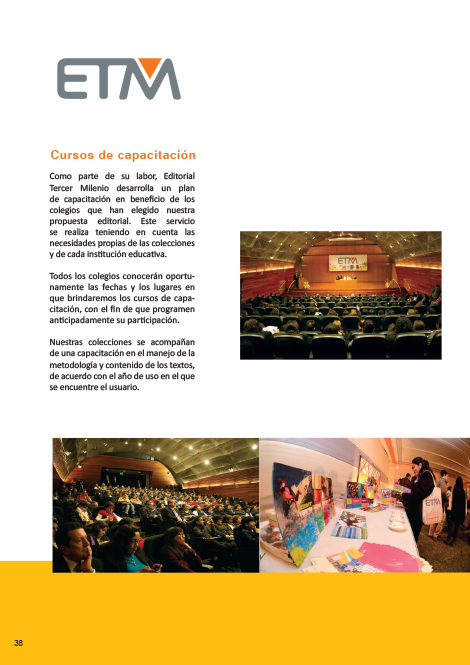 ETM
Cursos de capacitación
Como parte de su labor, Editorial
Tercer Milenio desarrolla un plan
de capacitación en beneficio de los
colegios que han elegido nuestra
propuesta editorial. Este servicio
se realiza teniendo en cuenta las
necesidades propias de las colecciones
y de cada institución educativa.
Todos los colegios conocerán oportu-
namente las fechas y los lugares en
que brindaremos los cursos de capa-
citación, con el fin de que programen
anticipadamente su participación.
Nuestras colecciones se acompañan
de una capacitación en el manejo de la
metodología y contenido de los textos,
de acuerdo con el año de uso en el que
se encuentre el usuario.
ETM
ETM
38